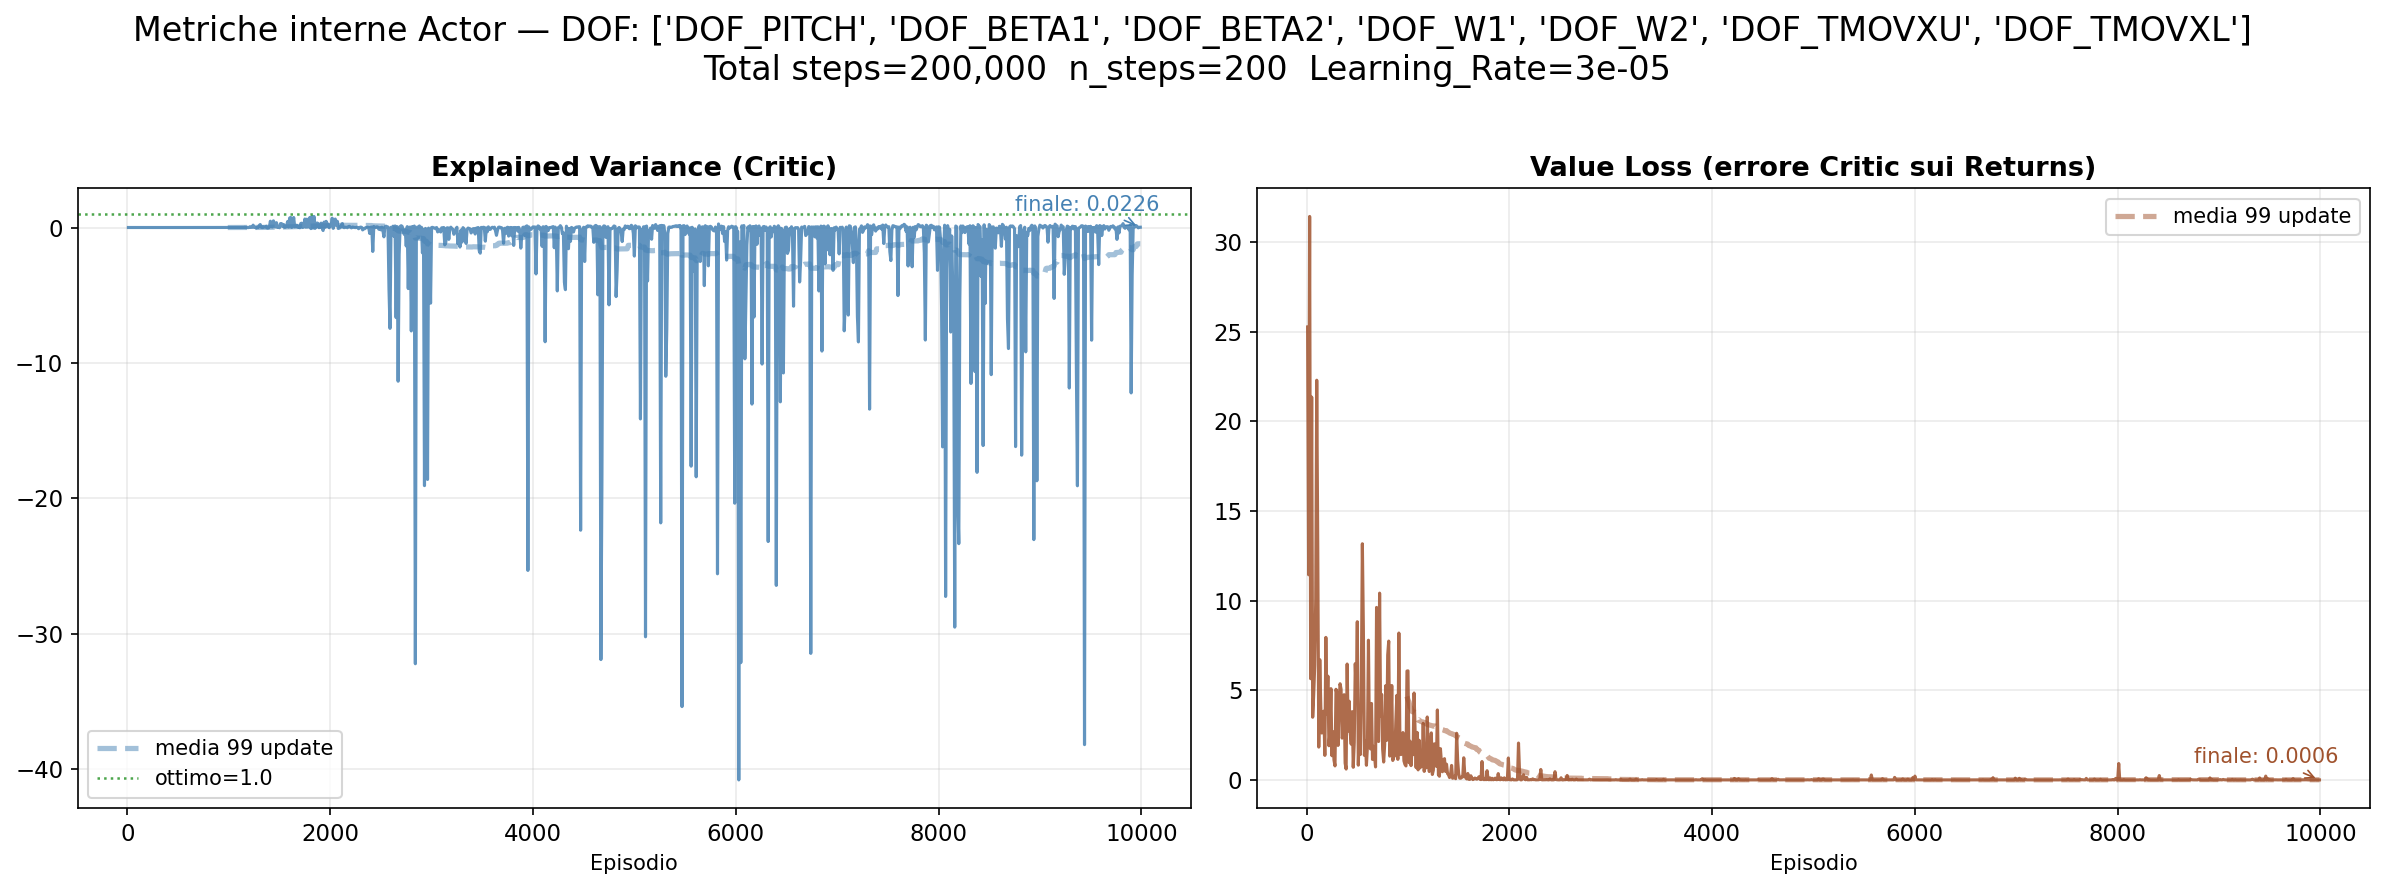 Metriche interne Actor — DOF: ['DOF_PITCH', 'DOF_BETA1', 'DOF_BETA2', 'DOF_W1', 'DOF_W2', 'DOF_TMOVXU', 'DOF_TMOVXL']
Total steps=200,000  n_steps=200  Learning_Rate=3e-05
Explained Variance (Critic)
finale: 0.0226
0
−10
−20
−30
−40
media 99 update
ottimo=1.0
0
2000
4000
6000
8000
10000
Episodio
Value Loss (errore Critic sui Returns)
media 99 update
30
25
20
15
10
5
0
finale: 0.0006
0
2000
4000
6000
8000
10000
Episodio